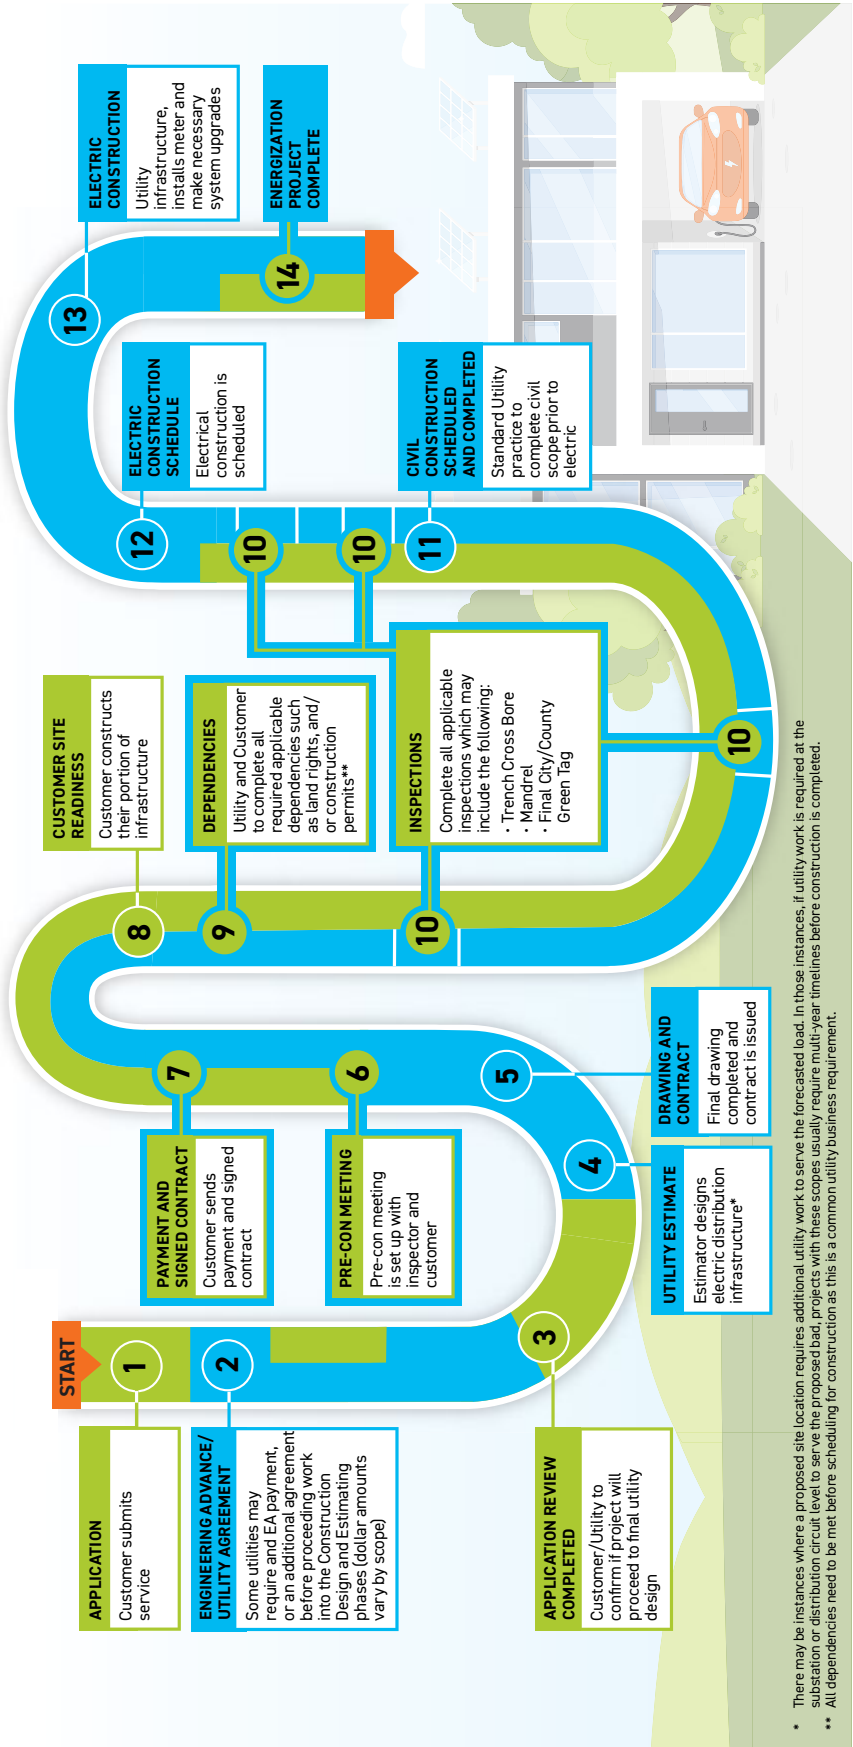 START
1
APPLICATION
Customer submits
service
2
ENGINEERING ADVANCE/
UTILITY AGREEMENT
Some utilities may
require and EA payment,
or an additional agreement
before proceeding work
into the Construction
Design and Estimating
phases (dollar amounts
vary by scope)
3
APPLICATION REVIEW
COMPLETED
Customer/Utility to
confirm if project will
proceed to final utility
design
4
UTILITY ESTIMATE
Estimator designs
electric distribution
infrastructure*
5
DRAWING AND
CONTRACT
Final drawing
completed and
contract is issued
6
PRE-CON MEETING
Pre-con meeting
is set up with
inspector and
customer
7
PAYMENT AND
SIGNED CONTRACT
Customer sends
payment and signed
contract
8
CUSTOMER SITE
READINESS
Customer constructs
their portion of
infrastructure
9
DEPENDENCIES
Utility and Customer
to complete all
required applicable
dependencies such
as land rights, and/
or construction
permits**
10
INSPECTIONS
Complete all applicable
inspections which may
include the following:
• Trench Cross Bore
• Mandrel
• Final City/County
Green Tag
10
10
10
11
CIVIL
CONSTRUCTION
SCHEDULED
AND COMPLETED
Standard Utility
practice to
complete civil
scope prior to
electric
12
ELECTRIC
CONSTRUCTION
SCHEDULE
Electrical
construction is
scheduled
13
ELECTRIC
CONSTRUCTION
Utility
infrastructure,
installs meter and
make necessary
system upgrades
14
ENERGIZATION
PROJECT
COMPLETE
* There may be instances where a proposed site location requires additional utility work to serve the forecasted load. In those instances, if utility work is required at the
substation or distribution circuit level to serve the proposed bad, projects with these scopes usually require multi-year timelines before construction is completed.
** All dependencies need to be met before scheduling for construction as this is a common utility business requirement.